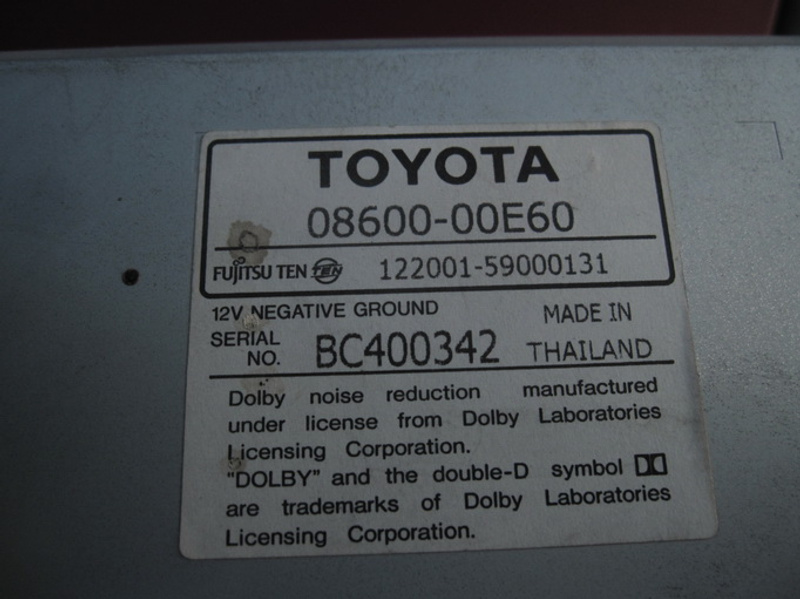 TOYOTA
08600-00E60
FUJITSU TEN TEN 122001-59000131
12V NEGATIVE GROUND MADE IN
SERIAL NO. BC400342 THAILAND
Dolby noise reduction manufactured
under license from Dolby Laboratories
Licensing Corporation.
"DOLBY" and the double-D symbol
are trademarks of Dolby Laboratories
Licensing Corporation.